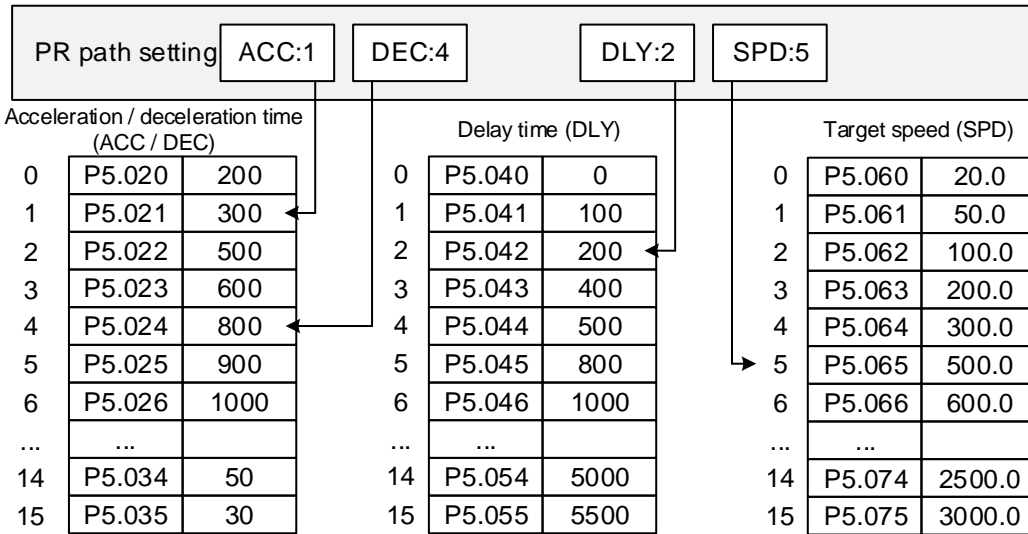 PR path setting ACC:1 DEC:4 DLY:2 SPD:5
Acceleration / deceleration time
(ACC / DEC)
Delay time (DLY)
Target speed (SPD)
0 P5.020 200 0 P5.040 0 0 P5.060 20.0
1 P5.021 300 1 P5.041 100 1 P5.061 50.0
2 P5.022 500 2 P5.042 200 2 P5.062 100.0
3 P5.023 600 3 P5.043 400 3 P5.063 200.0
4 P5.024 800 4 P5.044 500 4 P5.064 300.0
5 P5.025 900 5 P5.045 800 5 P5.065 500.0
6 P5.026 1000 6 P5.046 1000 6 P5.066 600.0
... ... ... ... ... ...
14 P5.034 50 14 P5.054 5000 14 P5.074 2500.0
15 P5.035 30 15 P5.055 5500 15 P5.075 3000.0